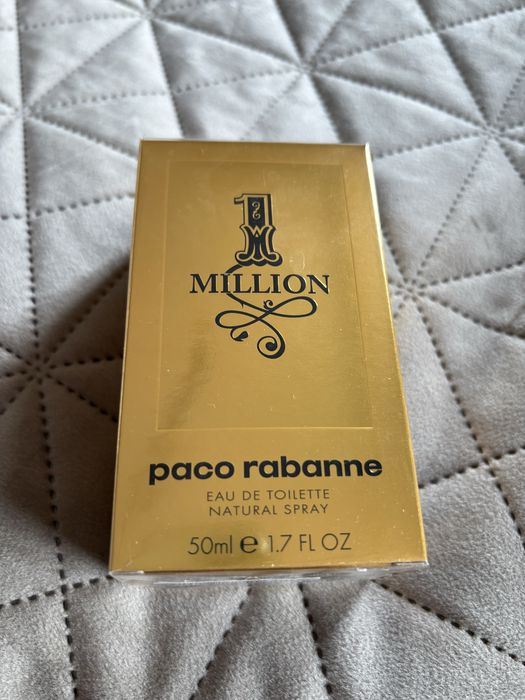 1
MILLION
paco rabanne
EAU DE TOILETTE
NATURAL SPRAY
50ml e 1.7 FL OZ